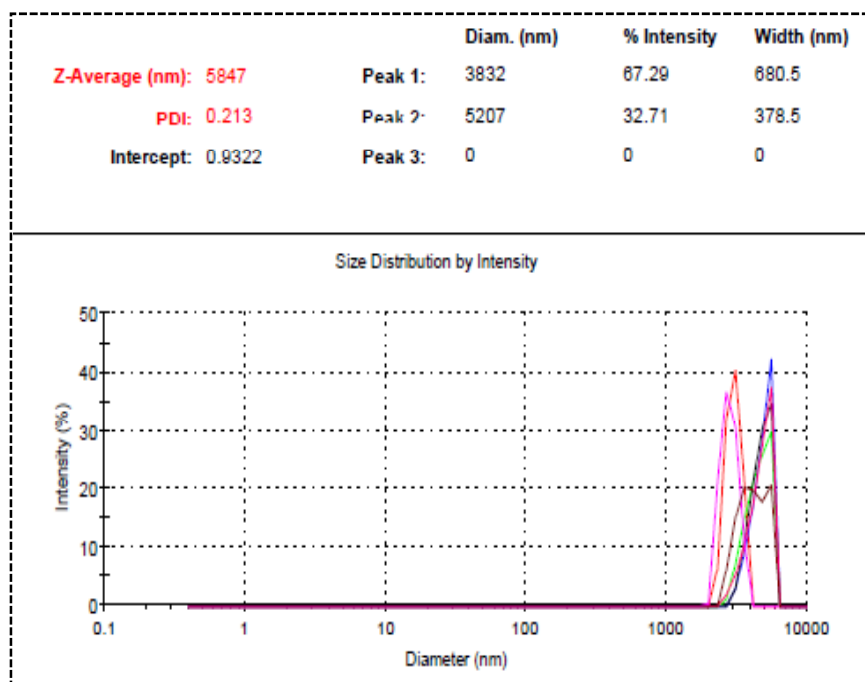 Diam. (nm) % Intensity Width (nm)
Z-Average (nm): 5847 Peak 1: 3832 67.29 680.5
PDI: 0.213 Peak 2: 5207 32.71 378.5
Intercept: 0.9322 Peak 3: 0 0 0
Size Distribution by Intensity
50
40
30
20
10
0
Intensity (%)
0.1 1 10 100 1000 10000
Diameter (nm)